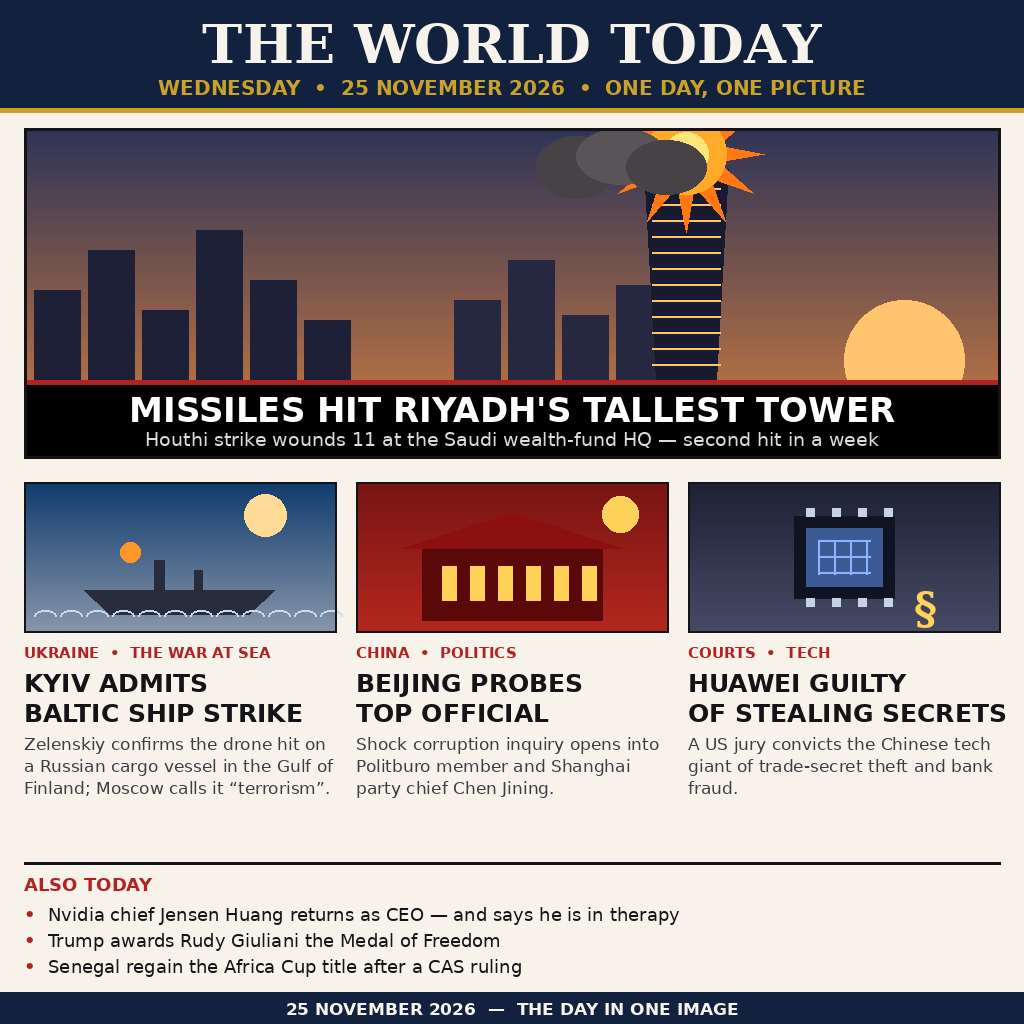 THE WORLD TODAY
WEDNESDAY • 25 NOVEMBER 2026 • ONE DAY, ONE PICTURE
MISSILES HIT RIYADH'S TALLEST TOWER
Houthi strike wounds 11 at the Saudi wealth-fund HQ — second hit in a week
§
UKRAINE • THE WAR AT SEA
KYIV ADMITS
BALTIC SHIP STRIKE
Zelenskiy confirms the drone hit on
a Russian cargo vessel in the Gulf of
Finland; Moscow calls it “terrorism”.
CHINA • POLITICS
BEIJING PROBES
TOP OFFICIAL
Shock corruption inquiry opens into
Politburo member and Shanghai
party chief Chen Jining.
COURTS • TECH
HUAWEI GUILTY
OF STEALING SECRETS
A US jury convicts the Chinese tech
giant of trade-secret theft and bank
fraud.
ALSO TODAY
• Nvidia chief Jensen Huang returns as CEO — and says he is in therapy
• Trump awards Rudy Giuliani the Medal of Freedom
• Senegal regain the Africa Cup title after a CAS ruling
25 NOVEMBER 2026 — THE DAY IN ONE IMAGE